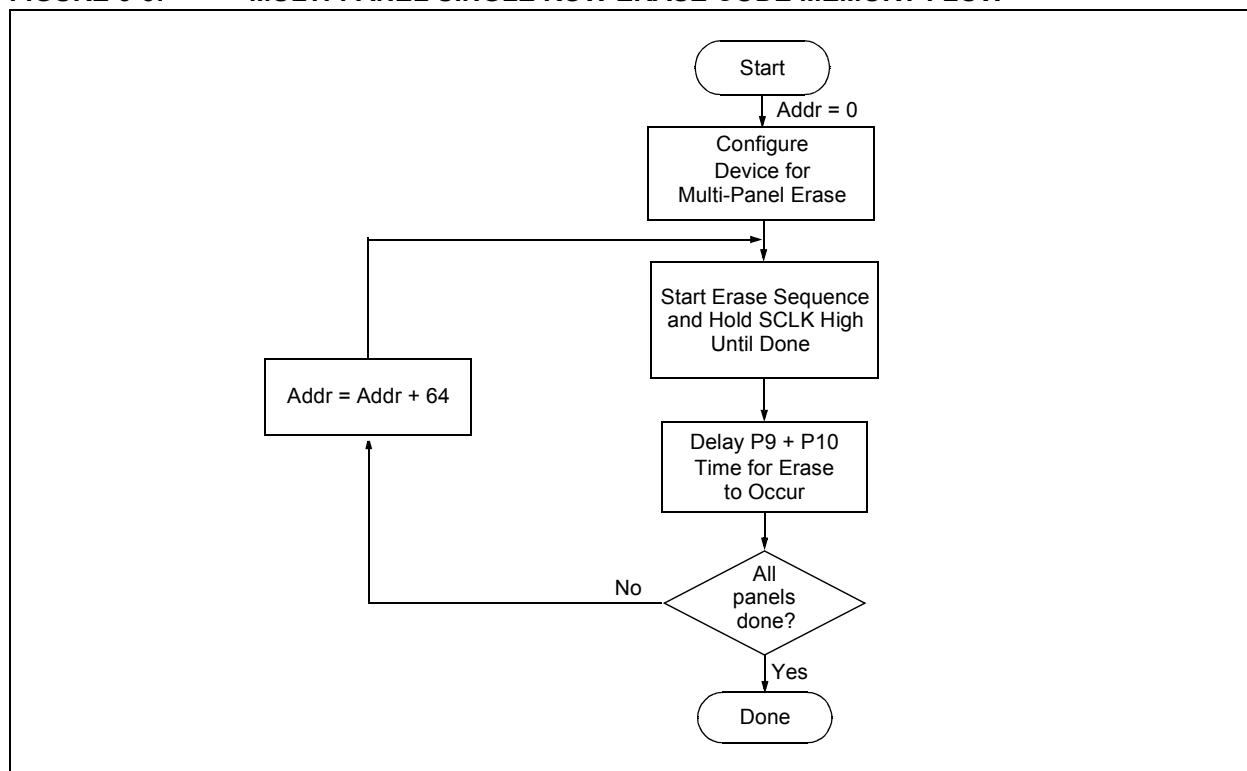 Start
Addr = 0
Configure
Device for
Multi-Panel Erase
Start Erase Sequence
and Hold SCLK High
Until Done
Addr = Addr + 64
Delay P9 + P10
Time for Erase
to Occur
No
All
panels
done?
Yes
Done